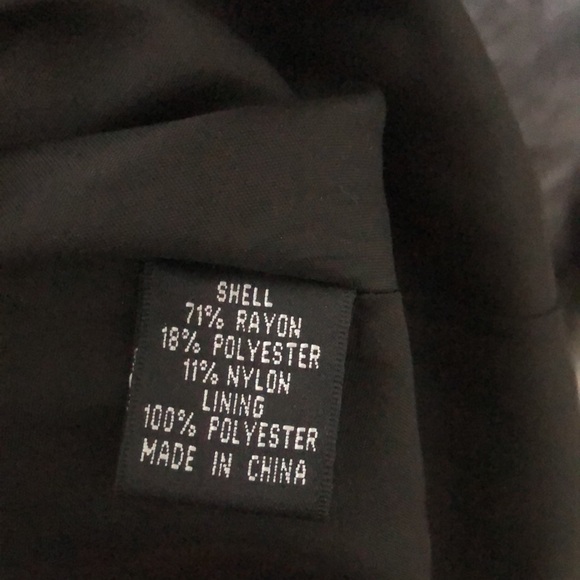 SHELL
71% RAYON
18% POLYESTER
11% NYLON
LINING
100% POLYESTER
MADE IN CHINA